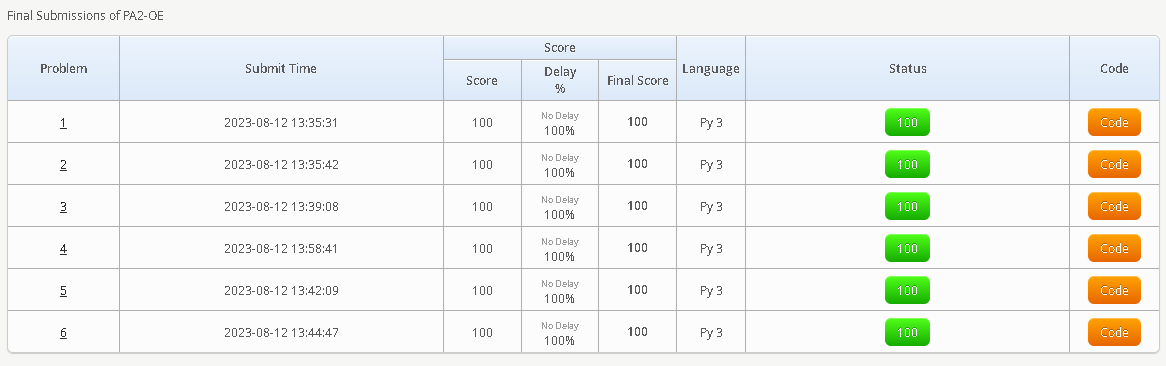 Final Submissions of PA2-OE
Problem Submit Time Score Language Status Code
Score Delay % Final Score
1 2023-08-12 13:35:31 100 No Delay 100% 100 Py 3 100 Code
2 2023-08-12 13:35:42 100 No Delay 100% 100 Py 3 100 Code
3 2023-08-12 13:39:08 100 No Delay 100% 100 Py 3 100 Code
4 2023-08-12 13:58:41 100 No Delay 100% 100 Py 3 100 Code
5 2023-08-12 13:42:09 100 No Delay 100% 100 Py 3 100 Code
6 2023-08-12 13:44:47 100 No Delay 100% 100 Py 3 100 Code